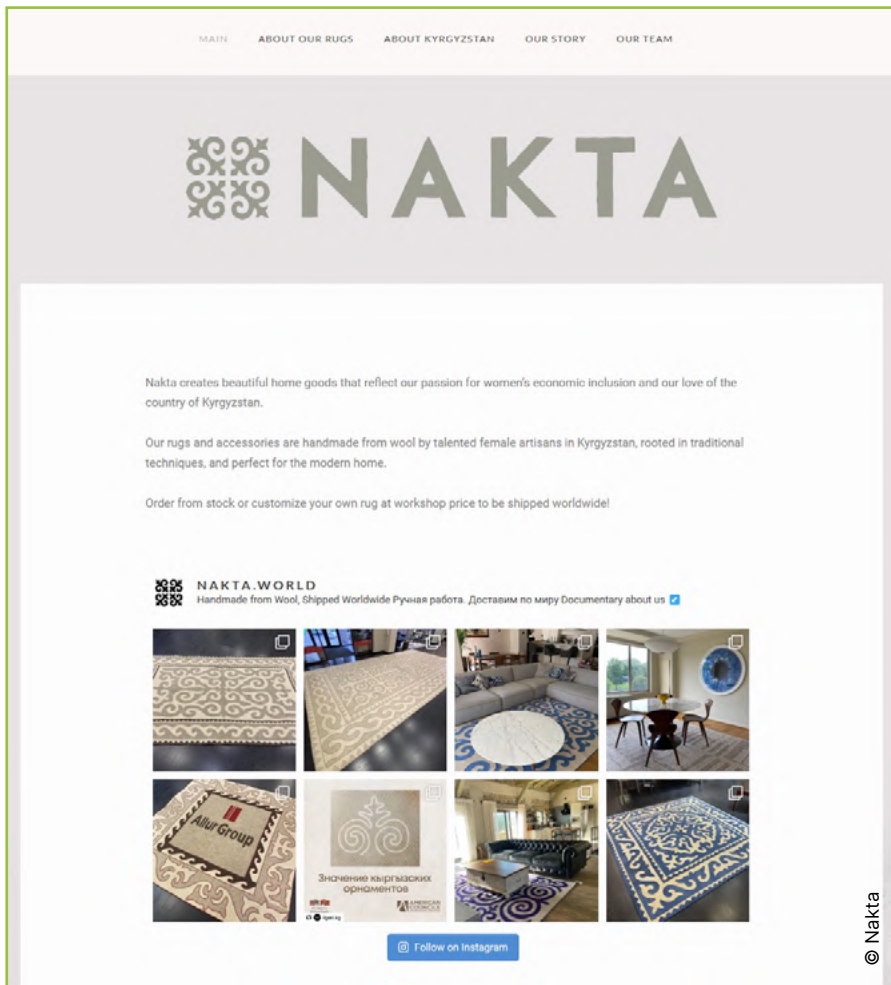 MAIN ABOUT OUR RUGS ABOUT KYRGYZSTAN OUR STORY OUR TEAM
NAKTA
Nakta creates beautiful home goods that reflect our passion for women's economic inclusion and our love of the
country of Kyrgyzstan.
Our rugs and accessories are handmade from wool by talented female artisans in Kyrgyzstan, rooted in traditional
techniques, and perfect for the modern home.
Order from stock or customize your own rug at workshop price to be shipped worldwide!
NAKTA.WORLD
Handmade from Wool, Shipped Worldwide Ручная работа. Доставим по миру Documentary about us
Allur Group
Значение кыргызских
орнаментов
AMERICAN
COUNCILS
Follow on Instagram
© Nakta